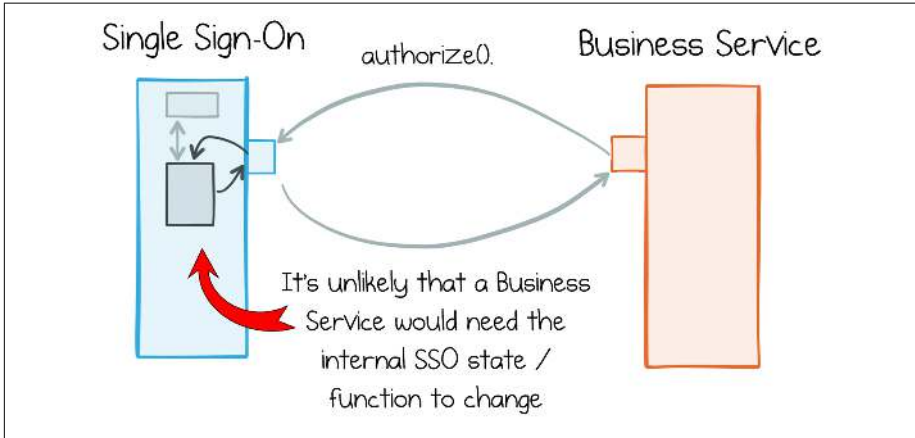 Single Sign-On
Business Service
authorize().
It's unlikely that a Business
Service would need the
internal SSO state /
function to change